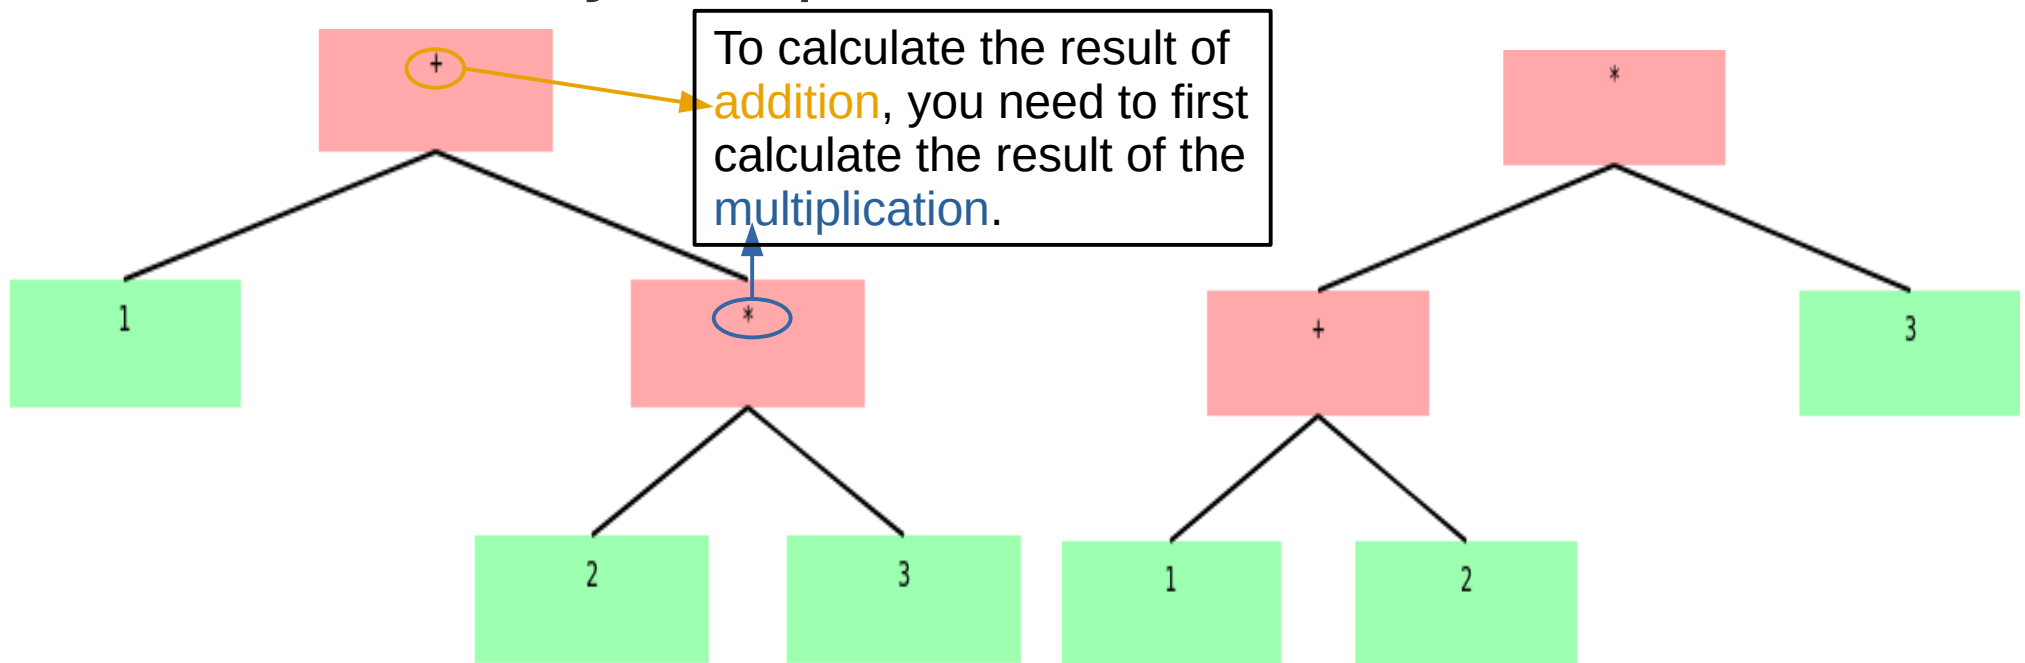 To calculate the result of
addition, you need to first
calculate the result of the
multiplication.
+
*
1
*
+
3
2
3
1
2